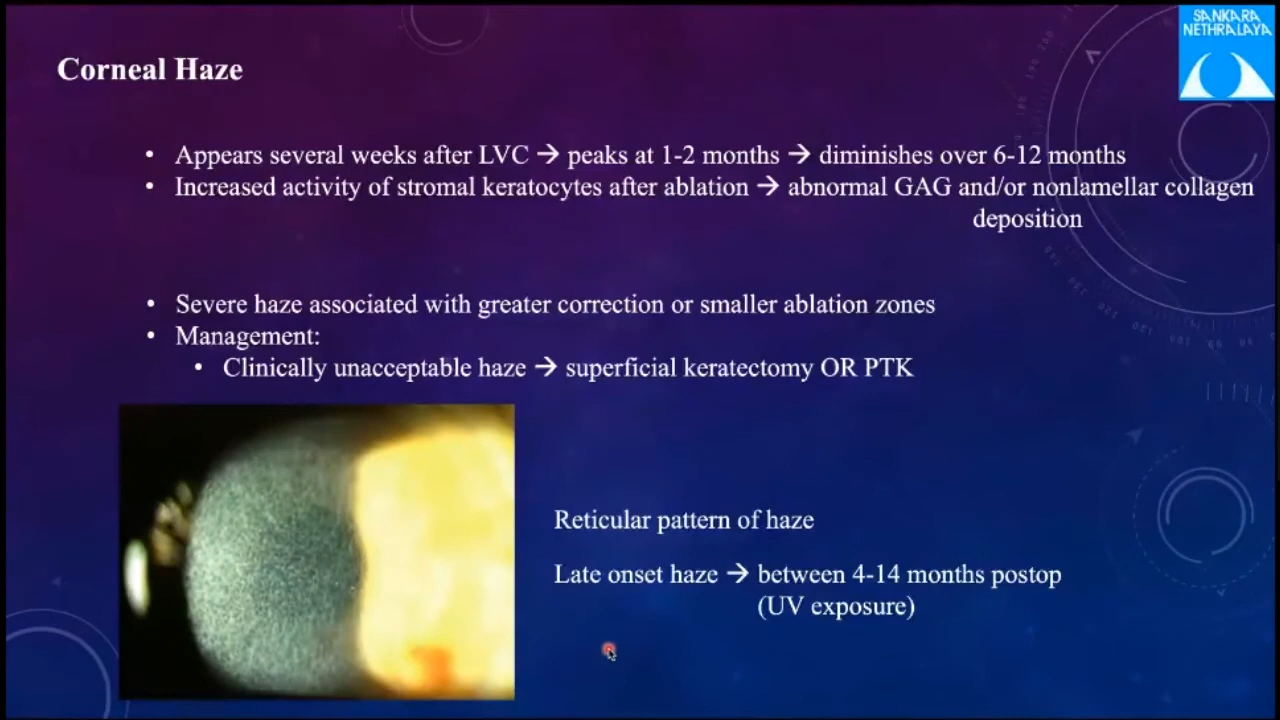 SANKARA
NETHRALAYA
Corneal Haze
• Appears several weeks after LVC → peaks at 1-2 months → diminishes over 6-12 months
• Increased activity of stromal keratocytes after ablation → abnormal GAG and/or nonlamellar collagen
deposition
• Severe haze associated with greater correction or smaller ablation zones
• Management:
• Clinically unacceptable haze → superficial keratectomy OR PTK
Reticular pattern of haze
Late onset haze → between 4-14 months postop
(UV exposure)